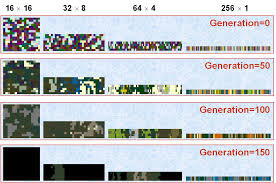 16 × 16 32 × 8 64 × 4 256 × 1
Generation=0
Generation=50
Generation=100
Generation=150